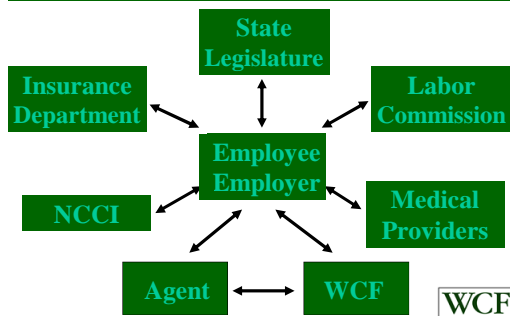 State
Legislature
Insurance
Department
Labor
Commission
Employee
Employer
NCCI
Medical
Providers
Agent
WCF
WCF